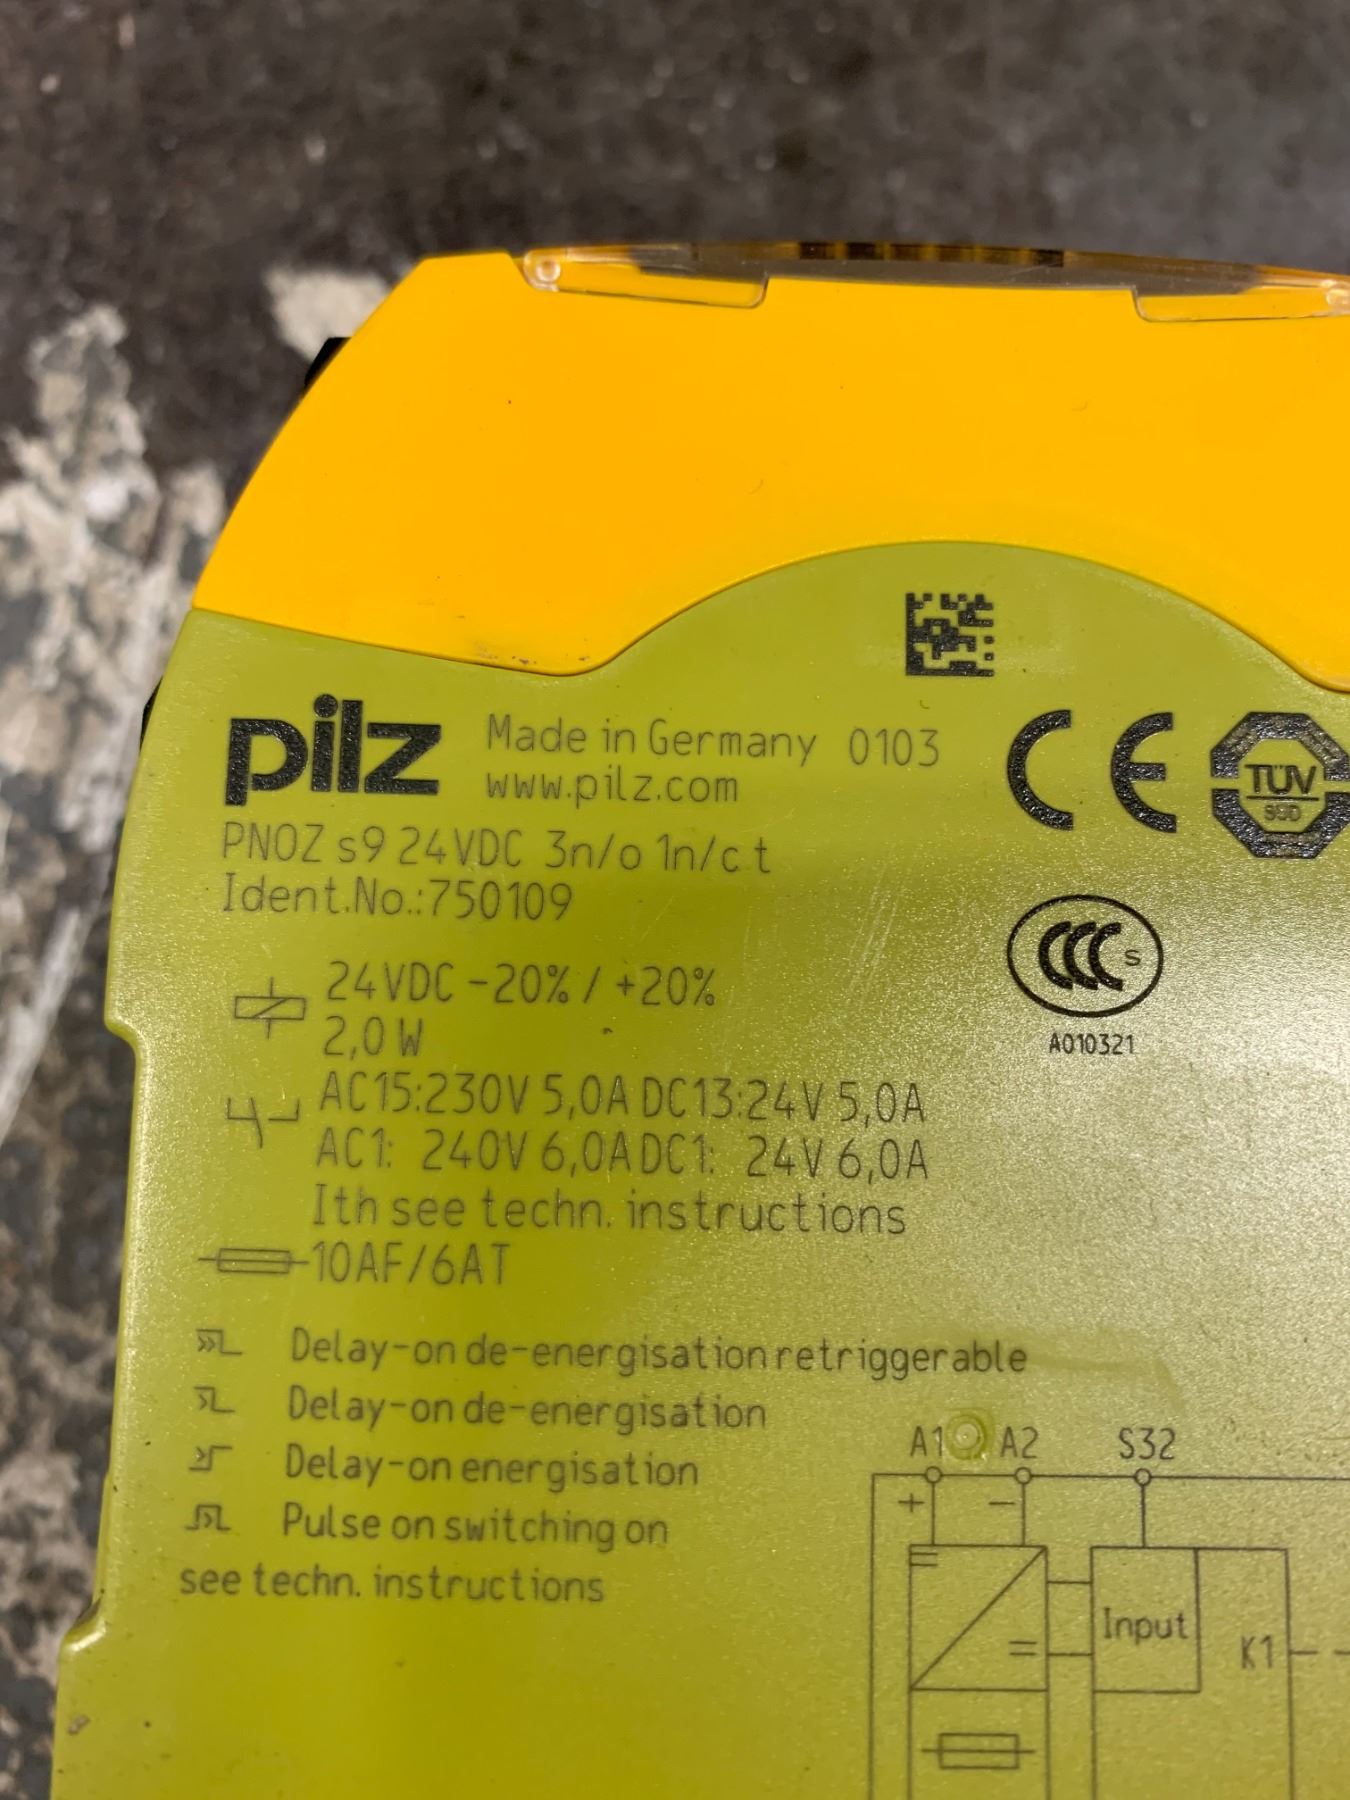 pilz
Made in Germany 0103
www.pilz.com
CE
TÜV
CCC S
A010321
PNOZ s9 24VDC 3n/o 1n/c t
Ident.No.:750109
24VDC -20% / +20%
2,0 W
AC15:230V 5,0A DC13:24V 5,0A
AC1: 240V 6,0A DC1: 24V 6,0A
Ith see techn. instructions
10AF/6AT
Delay-on de-energisation retriggerable
Delay-on de-energisation
Delay-on energisation
Pulse on switching on
see techn. instructions
A1 A2 S32
+ −
Input
K1